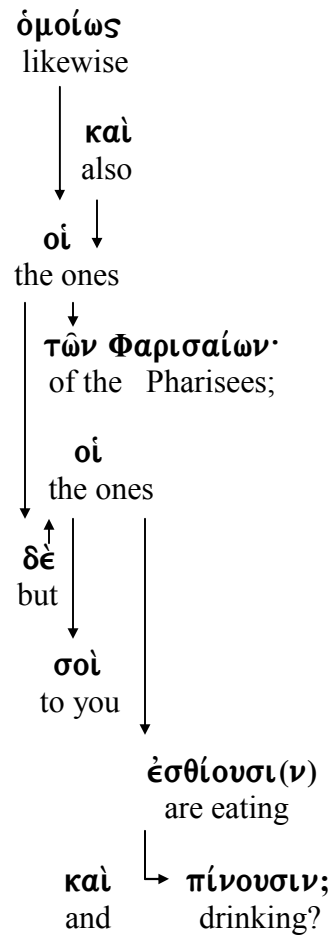 ὁμοίως
likewise
καὶ
also
οἱ
the ones
τῶν Φαρισαίων·
of the Pharisees;
οἱ
the ones
δὲ
but
σοὶ
to you
ἐσθίουσι(ν)
are eating
καὶ πίνουσιν;
and drinking?